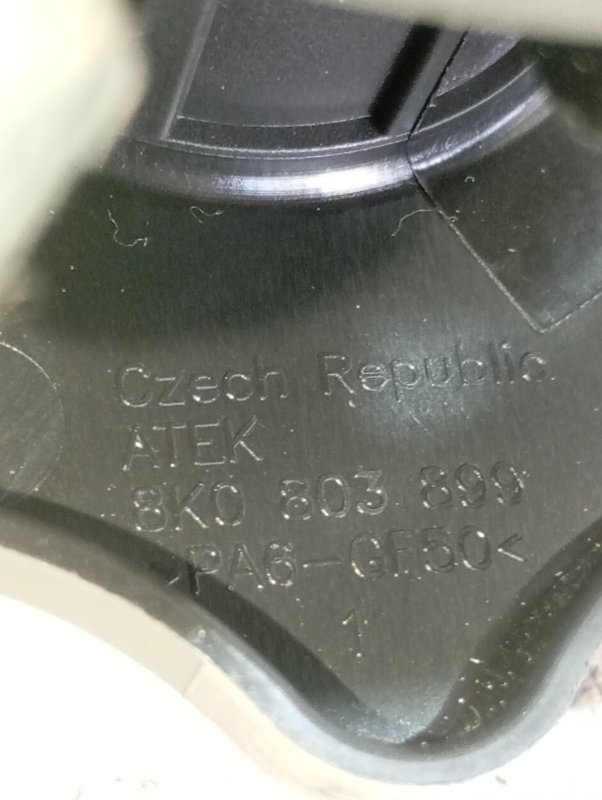 Czech Republic
ATEK
8K0 803 899
>PA6-GF50<
1